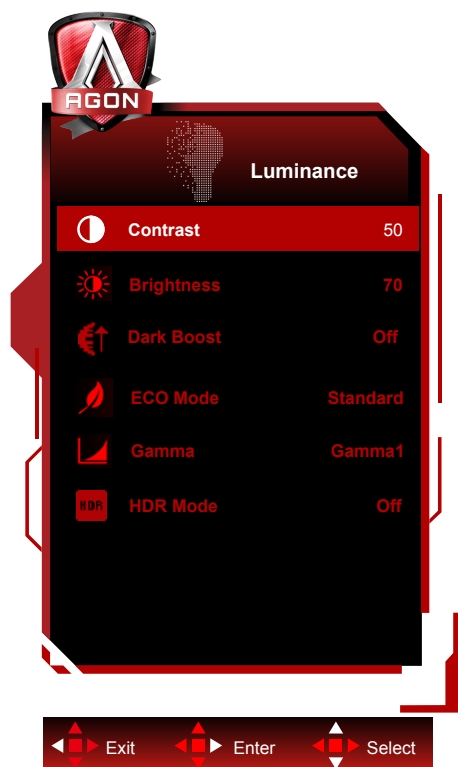 AGON
Luminance
Contrast 50
Brightness 70
Dark Boost Off
ECO Mode Standard
Gamma Gamma1
HDR HDR Mode Off
Exit Enter Select